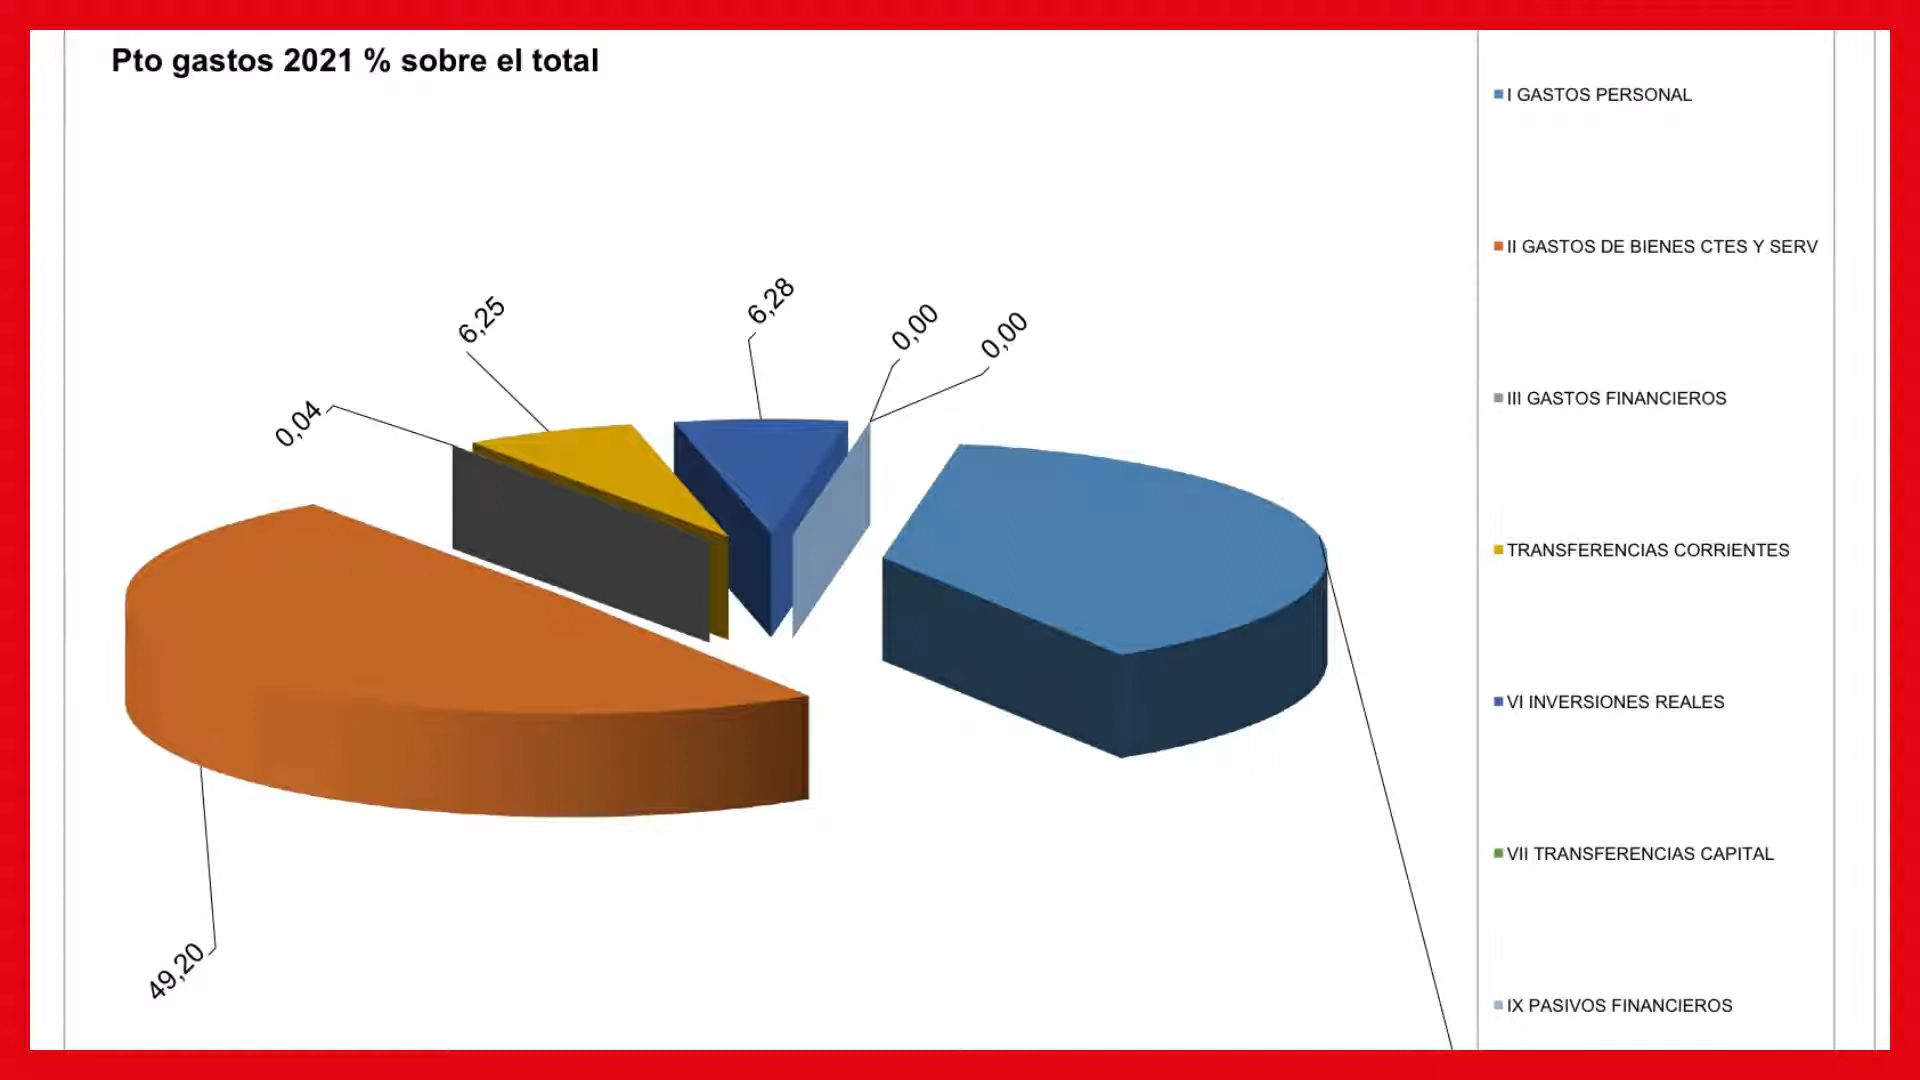 Pto gastos 2021 % sobre el total
I GASTOS PERSONAL
II GASTOS DE BIENES CTES Y SERV
III GASTOS FINANCIEROS
TRANSFERENCIAS CORRIENTES
VI INVERSIONES REALES
VII TRANSFERENCIAS CAPITAL
IX PASIVOS FINANCIEROS
6,28
6,25
0,00
0,00
0,04
49,20